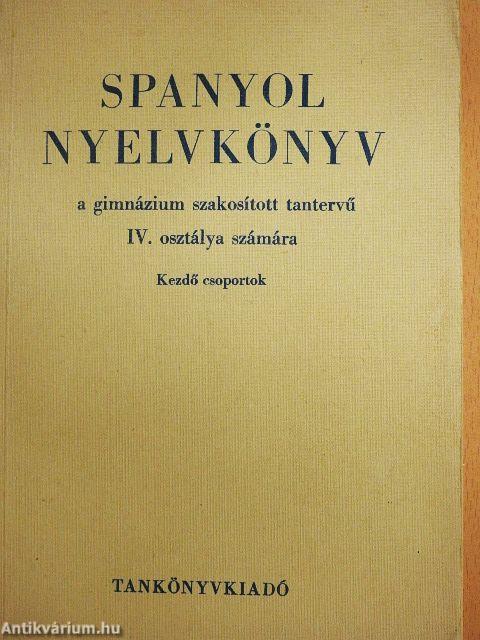 SPANYOL
NYELVKÖNYV
a gimnázium szakosított tantervű
IV. osztálya számára
Kezdő csoportok
TANKÖNYVKIADÓ
Antikvárium.hu